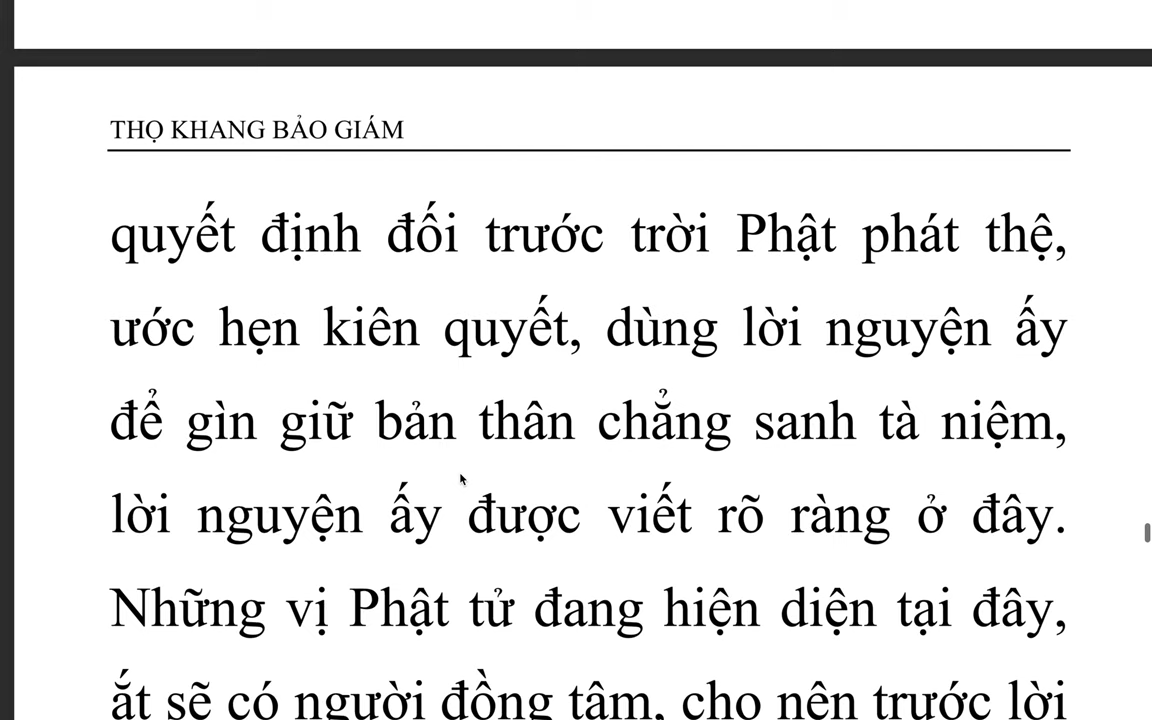 THỌ KHANG BẢO GIÁM
quyết định đối trước trời Phật phát thệ,
ước hẹn kiên quyết, dùng lời nguyện ấy
để gìn giữ bản thân chẳng sanh tà niệm,
lời nguyện ấy được viết rõ ràng ở đây.
Những vị Phật tử đang hiện diện tại đây,
ắt sẽ có người đồng tâm, cho nên trước lời